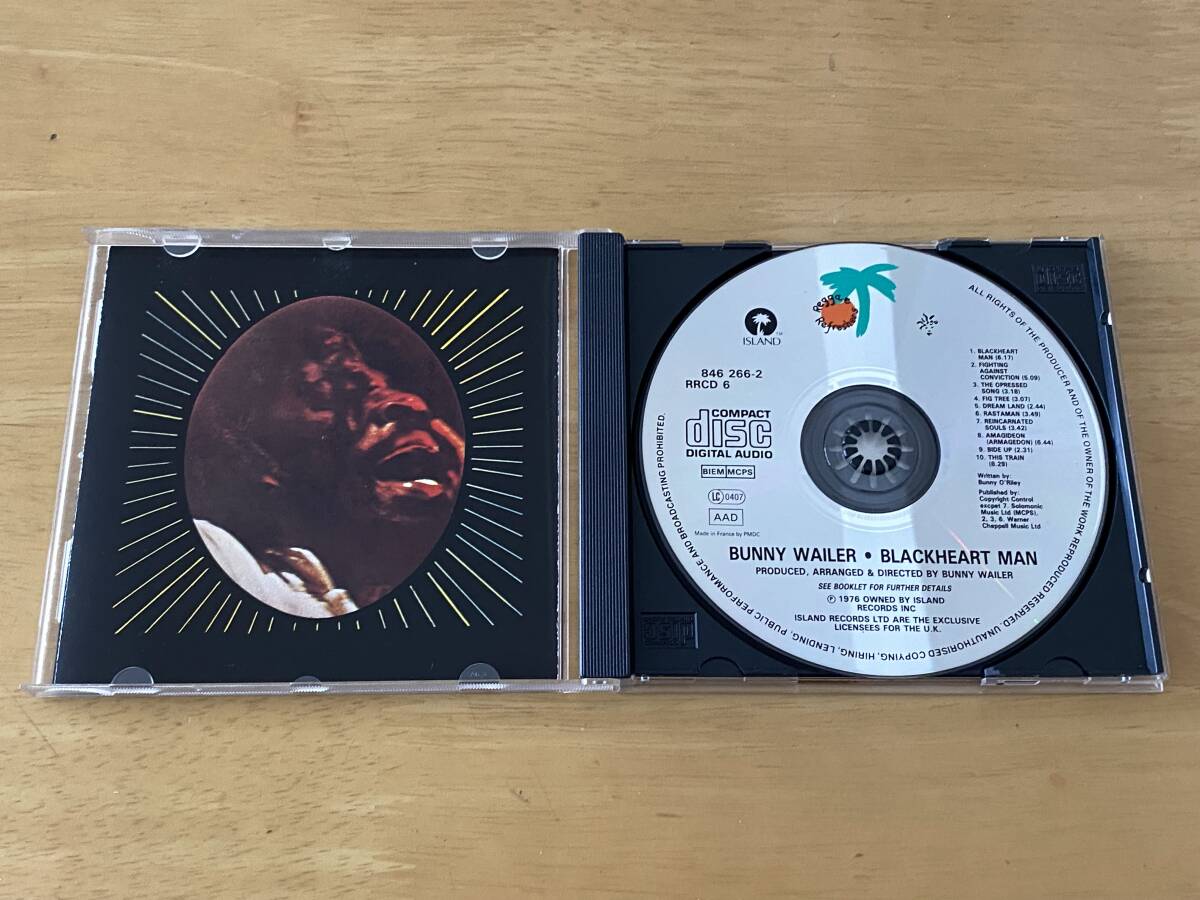 Reggae
Refreshers
ISLAND
TM
846 266-2
RRCD 6
COMPACT
disc
DIGITAL AUDIO
BIEM MCPS
LC 0407
AAD
Made in France by PMDC
1. BLACKHEART
MAN (6.17)
2. FIGHTING
AGAINST
CONVICTION (5.09)
3. THE OPRESSED
SONG (3.18)
4. FIG TREE (3.07)
5. DREAM LAND (2.44)
6. RASTAMAN (3.49)
7. REINCARNATED
SOULS (3.42)
8. AMAGIDEON
(ARMAGEDON) (6.44)
9. BIDE UP (2.31)
10. THIS TRAIN
(8.29)
Written by:
Bunny O'Riley
Published by:
Copyright Control
excpet 7. Solomonic
Music Ltd (MCPS),
2, 3, 6. Warner
Chappell Music Ltd
BUNNY WAILER • BLACKHEART MAN
PRODUCED, ARRANGED & DIRECTED BY BUNNY WAILER
SEE BOOKLET FOR FURTHER DETAILS
℗ 1976 OWNED BY ISLAND
RECORDS INC
ISLAND RECORDS LTD ARE THE EXCLUSIVE
LICENSEES FOR THE U.K.
ALL RIGHTS OF THE PRODUCER AND OF THE OWNER OF THE WORK REPRODUCED RESERVED. UNAUTHORISED COPYING, HIRING, LENDING, PUBLIC PERFORMANCE AND BROADCASTING PROHIBITED.